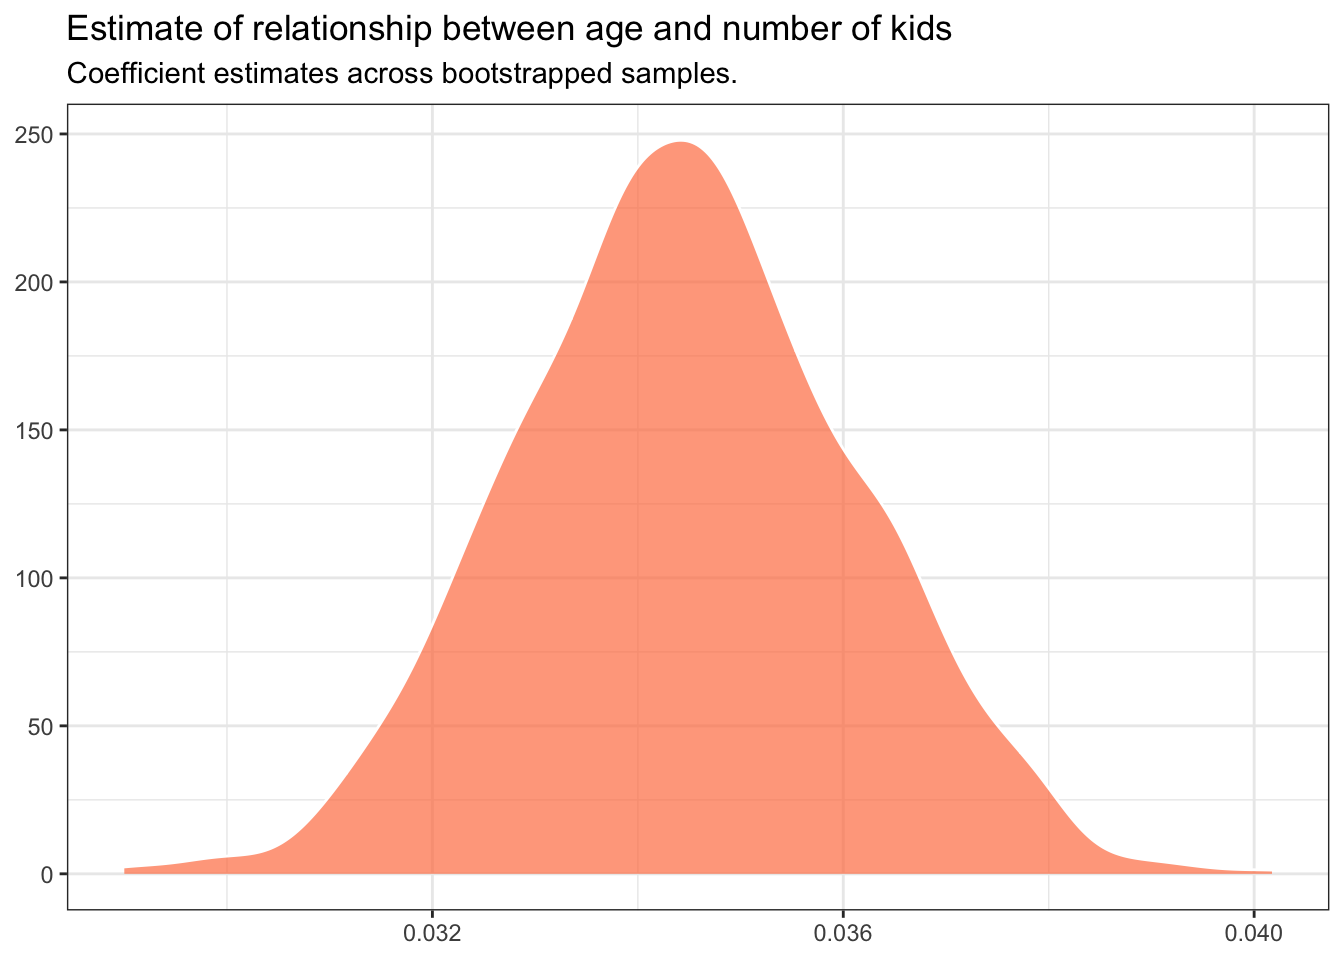 Estimate of relationship between age and number of kids
Coefficient estimates across bootstrapped samples.
250
200
150
100
50
0
0.032 0.036 0.040